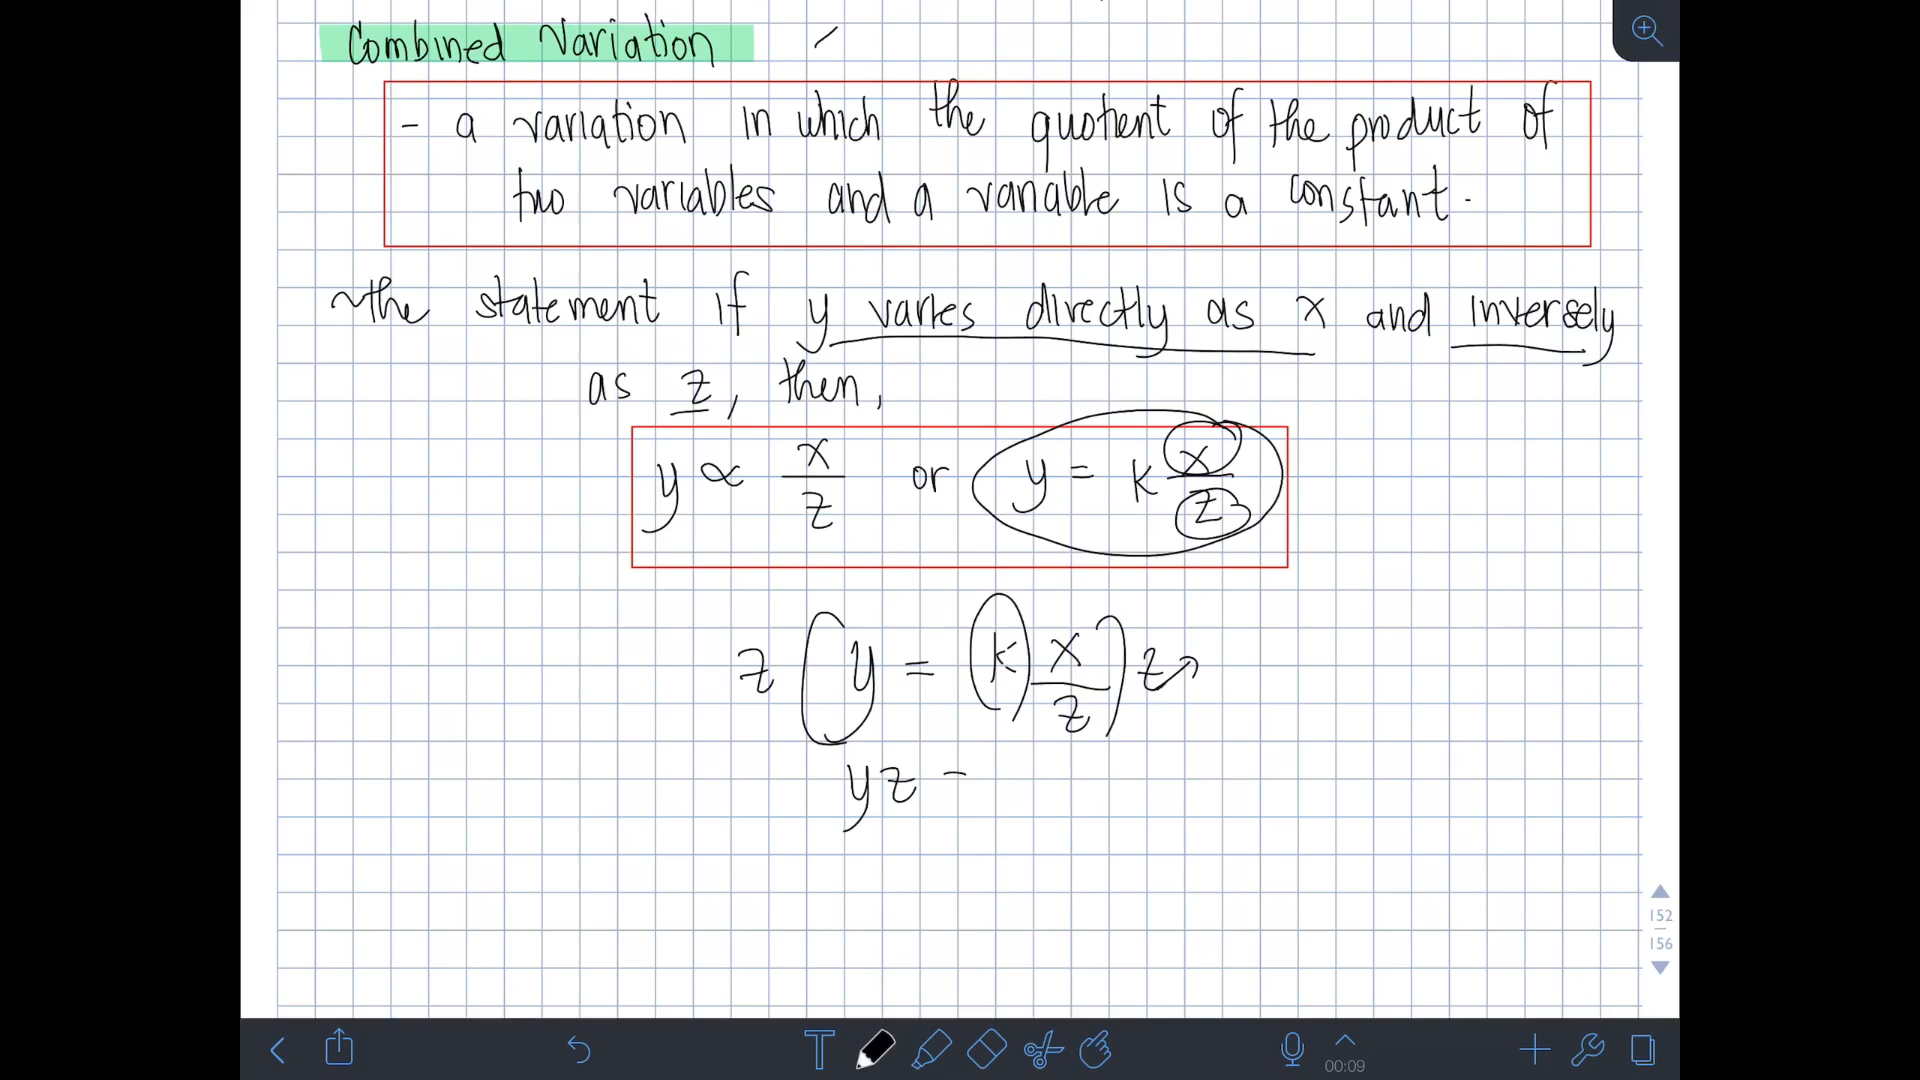 Combined Variation
- a variation in which the quotient of the product of
two variables and a variable is a constant.
~the statement if y varies directly as x and inversely
as z, then,
y ∝ x/z or y = k x/z
z ( y = k x/z ) z
yz =
152
156
00:09